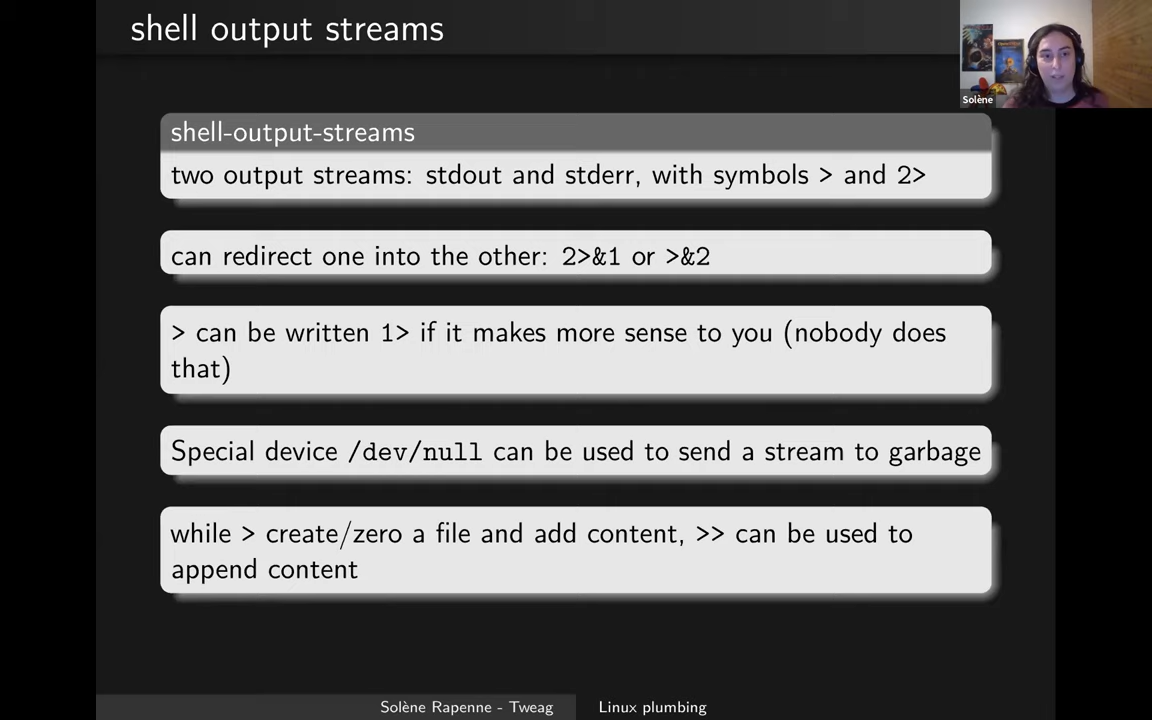 shell output streams
Solène
shell-output-streams
two output streams: stdout and stderr, with symbols > and 2>
can redirect one into the other: 2>&1 or >&2
> can be written 1> if it makes more sense to you (nobody does
that)
Special device /dev/null can be used to send a stream to garbage
while > create/zero a file and add content, >> can be used to
append content
Solène Rapenne - Tweag
Linux plumbing